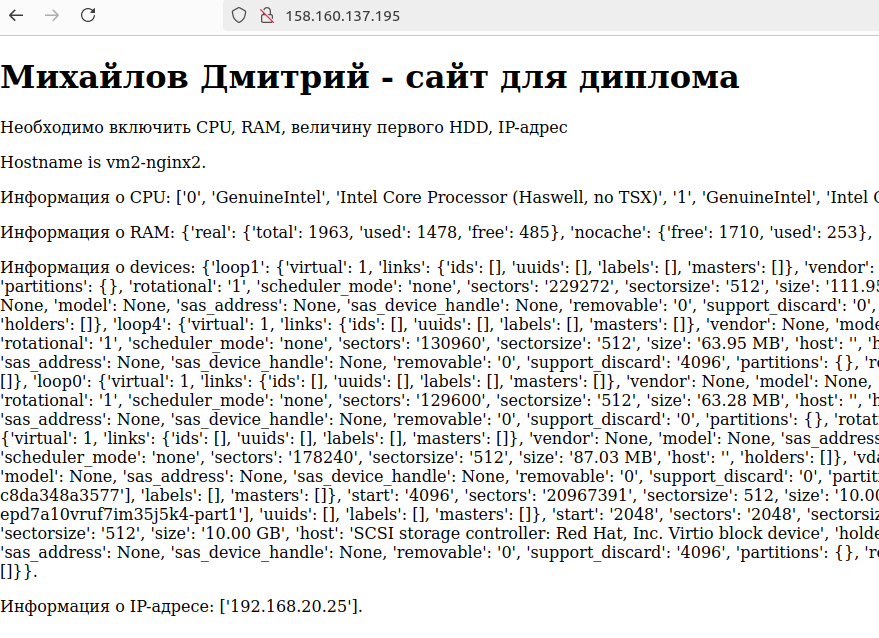 158.160.137.195
Михайлов Дмитрий - сайт для диплома
Необходимо включить CPU, RAM, величину первого HDD, IP-адрес
Hostname is vm2-nginx2.
Информация о CPU: ['0', 'GenuineIntel', 'Intel Core Processor (Haswell, no TSX)', '1', 'GenuineIntel', 'Intel
Информация о RAM: {'real': {'total': 1963, 'used': 1478, 'free': 485}, 'nocache': {'free': 1710, 'used': 253},
Информация о devices: {'loop1': {'virtual': 1, 'links': {'ids': [], 'uuids': [], 'labels': [], 'masters': []}, 'vendor':
'partitions': {}, 'rotational': '1', 'scheduler_mode': 'none', 'sectors': '229272', 'sectorsize': '512', 'size': '111.95
None, 'model': None, 'sas_address': None, 'sas_device_handle': None, 'removable': '0', 'support_discard': '0',
'holders': []}, 'loop4': {'virtual': 1, 'links': {'ids': [], 'uuids': [], 'labels': [], 'masters': []}, 'vendor': None,
'rotational': '1', 'scheduler_mode': 'none', 'sectors': '130960', 'sectorsize': '512', 'size': '63.95 MB', 'host': '',
'sas_address': None, 'sas_device_handle': None, 'removable': '0', 'support_discard': '4096', 'partitions': {},
[]}, 'loop0': {'virtual': 1, 'links': {'ids': [], 'uuids': [], 'labels': [], 'masters': []}, 'vendor': None, 'model': None,
'rotational': '1', 'scheduler_mode': 'none', 'sectors': '129600', 'sectorsize': '512', 'size': '63.28 MB', 'host': '',
'sas_address': None, 'sas_device_handle': None, 'removable': '0', 'support_discard': '0', 'partitions': {},
{'virtual': 1, 'links': {'ids': [], 'uuids': [], 'labels': [], 'masters': []}, 'vendor': None, 'model': None, 'sas_address
'scheduler_mode': 'none', 'sectors': '178240', 'sectorsize': '512', 'size': '87.03 MB', 'host': '', 'holders': []},
'model': None, 'sas_address': None, 'sas_device_handle': None, 'removable': '0', 'support_discard': '0',
c8da348a3577'], 'labels': [], 'masters': []}, 'start': '4096', 'sectors': '20967391', 'sectorsize': 512, 'size':
epd7a10vruf7im35j5k4-part1'], 'uuids': [], 'labels': [], 'masters': []}, 'start': '2048', 'sectors': '2048',
'sectorsize': '512', 'size': '10.00 GB', 'host': 'SCSI storage controller: Red Hat, Inc. Virtio block device',
'sas_address': None, 'sas_device_handle': None, 'removable': '0', 'support_discard': '4096', 'partitions': {},
[]}}.
Информация о IP-адресе: ['192.168.20.25'].